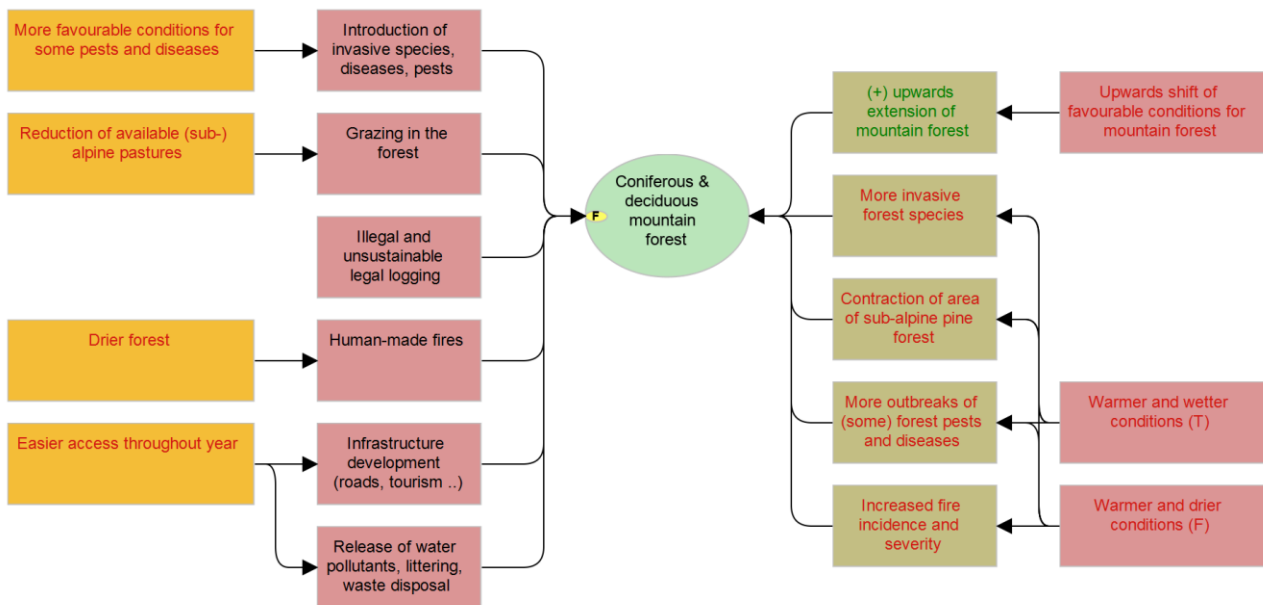 More favourable conditions for
some pests and diseases
Introduction of
invasive species,
diseases, pests
Reduction of available (sub-)
alpine pastures
Grazing in the
forest
Illegal and
unsustainable
legal logging
Drier forest
Human-made fires
Easier access throughout year
Infrastructure
development
(roads, tourism ..)
Release of water
pollutants, littering,
waste disposal
Coniferous &
deciduous
mountain
forest
F
(+) upwards
extension of
mountain forest
Upwards shift of
favourable conditions for
mountain forest
More invasive
forest species
Contraction of area
of sub-alpine pine
forest
More outbreaks of
(some) forest pests
and diseases
Warmer and wetter
conditions (T)
Increased fire
incidence and
severity
Warmer and drier
conditions (F)